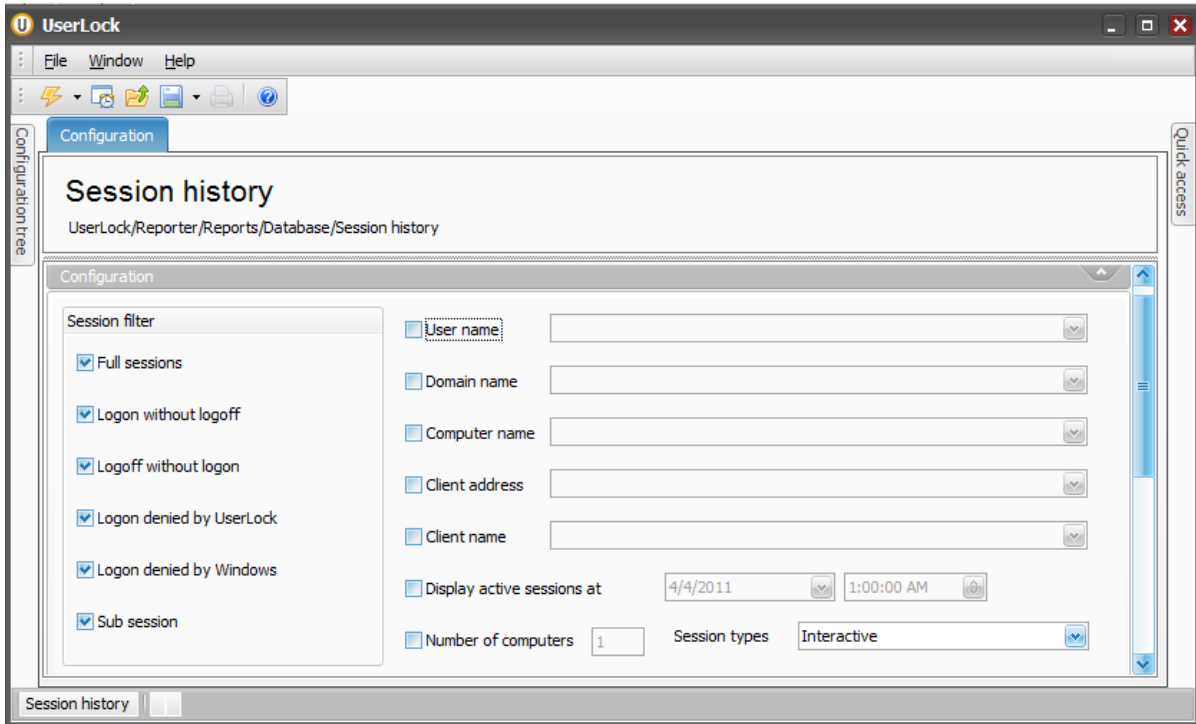 UserLock
File Window Help
Configuration tree
Configuration
Quick access
Session history
UserLock/Reporter/Reports/Database/Session history
Configuration
Session filter
Full sessions
Logon without logoff
Logoff without logon
Logon denied by UserLock
Logon denied by Windows
Sub session
User name
Domain name
Computer name
Client address
Client name
Display active sessions at 4/4/2011 1:00:00 AM
Number of computers 1 Session types Interactive
Session history